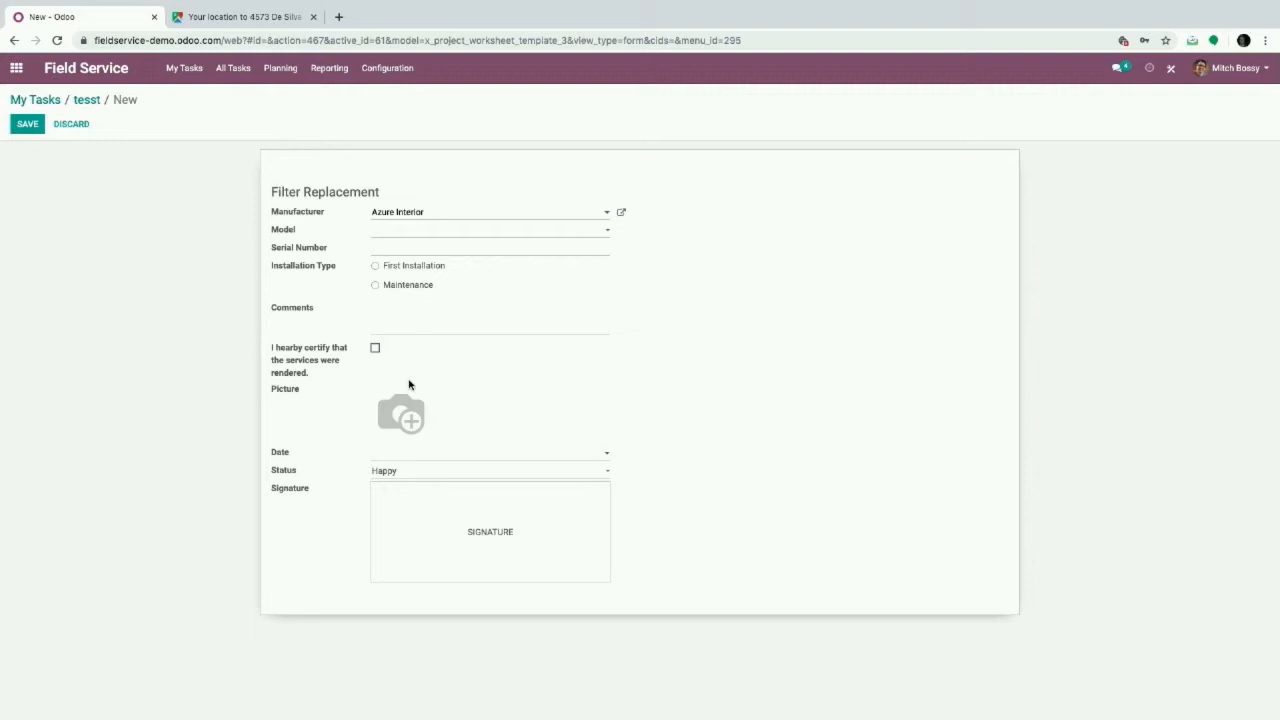 New - Odoo
Your location to 4573 De Silva
fieldservice-demo.odoo.com/web?#id=&action=467&active_id=61&model=x_project_worksheet_template_3&view_type=form&cids=&menu_id=295
Field Service My Tasks All Tasks Planning Reporting Configuration 4 Mitch Bossy
My Tasks / tesst / New
SAVE DISCARD
Filter Replacement
Manufacturer Azure Interior
Model
Serial Number
Installation Type First Installation
Maintenance
Comments
I hearby certify that
the services were
rendered.
Picture
Date
Status Happy
Signature
SIGNATURE